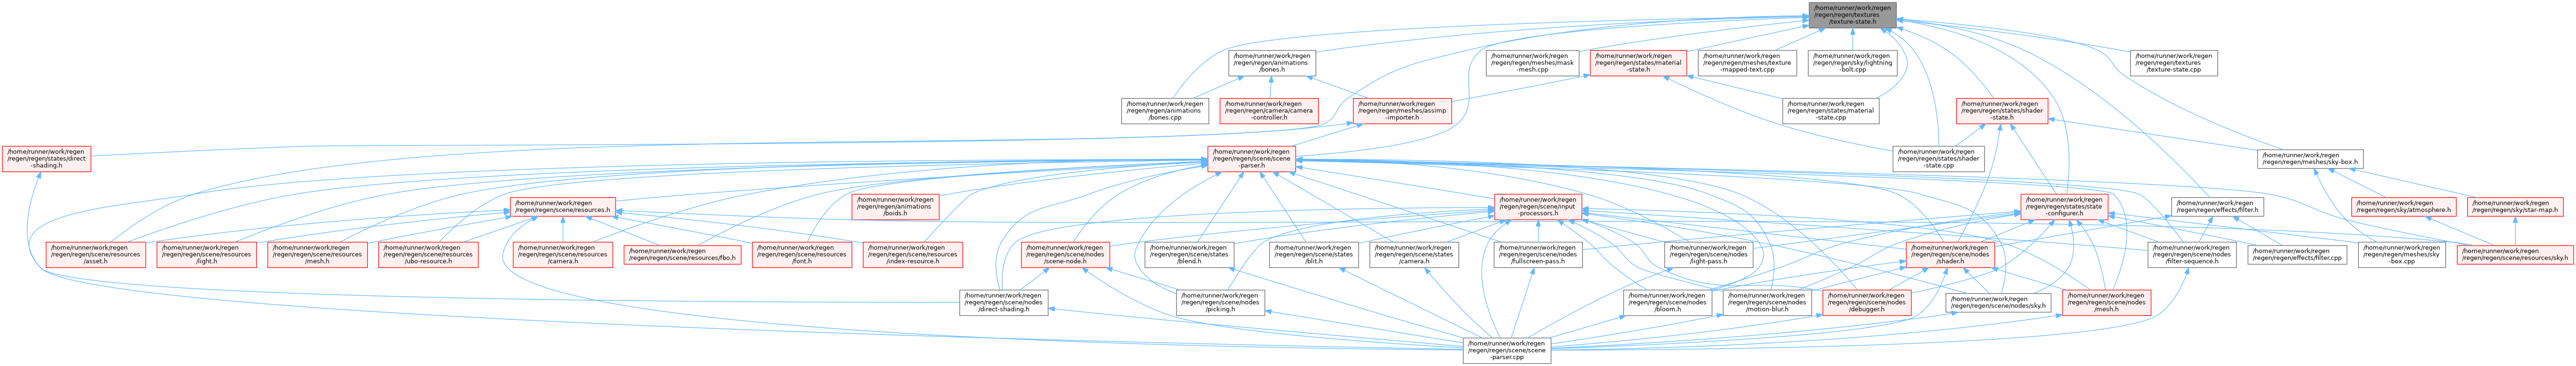 /home/runner/work/regen
/regen/regen/textures
/texture-state.h
/home/runner/work/regen
/regen/regen/animations
/bones.h
/home/runner/work/regen
/regen/regen/meshes/mask
-mesh.cpp
/home/runner/work/regen
/regen/regen/states/material
-state.h
/home/runner/work/regen
/regen/regen/meshes/texture
-mapped-text.cpp
/home/runner/work/regen
/regen/regen/sky/lightning
-bolt.cpp
/home/runner/work/regen
/regen/regen/textures
/texture-state.cpp
/home/runner/work/regen
/regen/regen/animations
/bones.cpp
/home/runner/work/regen
/regen/regen/camera/camera
-controller.h
/home/runner/work/regen
/regen/regen/meshes/assimp
-importer.h
/home/runner/work/regen
/regen/regen/states/material
-state.cpp
/home/runner/work/regen
/regen/regen/states/shader
-state.h
/home/runner/work/regen
/regen/regen/states/direct
-shading.h
/home/runner/work/regen
/regen/regen/scene/scene
-parser.h
/home/runner/work/regen
/regen/regen/states/shader
-state.cpp
/home/runner/work/regen
/regen/regen/meshes/sky-box.h
/home/runner/work/regen
/regen/regen/scene/resources.h
/home/runner/work/regen
/regen/regen/animations
/boids.h
/home/runner/work/regen
/regen/regen/scene/input
-processors.h
/home/runner/work/regen
/regen/regen/states/state
-configurer.h
/home/runner/work/regen
/regen/regen/effects/filter.h
/home/runner/work/regen
/regen/regen/sky/atmosphere.h
/home/runner/work/regen
/regen/regen/sky/star-map.h
/home/runner/work/regen
/regen/regen/scene/resources
/asset.h
/home/runner/work/regen
/regen/regen/scene/resources
/light.h
/home/runner/work/regen
/regen/regen/scene/resources
/mesh.h
/home/runner/work/regen
/regen/regen/scene/resources
/ubo-resource.h
/home/runner/work/regen
/regen/regen/scene/resources
/camera.h
/home/runner/work/regen
/regen/regen/scene/resources/fbo.h
/home/runner/work/regen
/regen/regen/scene/resources
/font.h
/home/runner/work/regen
/regen/regen/scene/resources
/index-resource.h
/home/runner/work/regen
/regen/regen/scene/nodes
/scene-node.h
/home/runner/work/regen
/regen/regen/scene/states
/blend.h
/home/runner/work/regen
/regen/regen/scene/states
/blit.h
/home/runner/work/regen
/regen/regen/scene/states
/camera.h
/home/runner/work/regen
/regen/regen/scene/nodes
/fullscreen-pass.h
/home/runner/work/regen
/regen/regen/scene/nodes
/light-pass.h
/home/runner/work/regen
/regen/regen/scene/nodes
/shader.h
/home/runner/work/regen
/regen/regen/scene/nodes
/filter-sequence.h
/home/runner/work/regen
/regen/regen/effects/filter.cpp
/home/runner/work/regen
/regen/regen/meshes/sky
-box.cpp
/home/runner/work/regen
/regen/regen/scene/resources/sky.h
/home/runner/work/regen
/regen/regen/scene/nodes
/direct-shading.h
/home/runner/work/regen
/regen/regen/scene/nodes
/picking.h
/home/runner/work/regen
/regen/regen/scene/nodes
/bloom.h
/home/runner/work/regen
/regen/regen/scene/nodes
/motion-blur.h
/home/runner/work/regen
/regen/regen/scene/nodes
/debugger.h
/home/runner/work/regen
/regen/regen/scene/nodes/sky.h
/home/runner/work/regen
/regen/regen/scene/nodes
/mesh.h
/home/runner/work/regen
/regen/regen/scene/scene
-parser.cpp